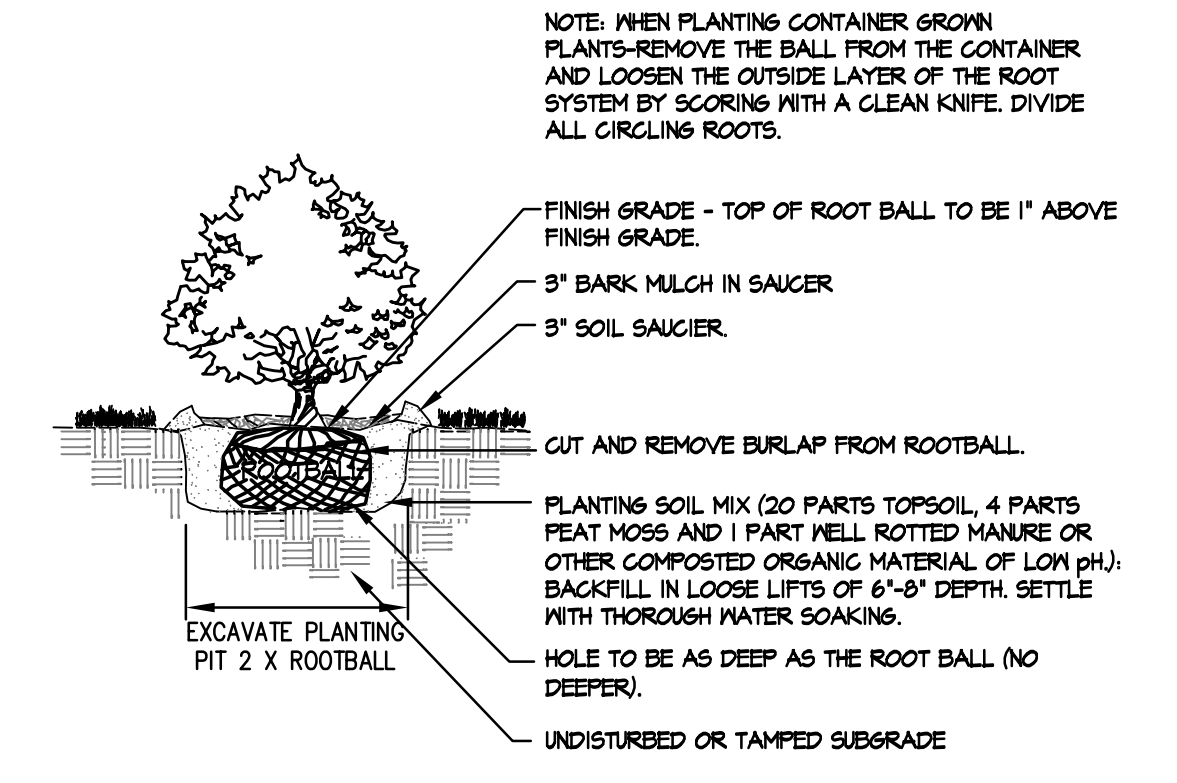 NOTE: WHEN PLANTING CONTAINER GROWN
PLANTS-REMOVE THE BALL FROM THE CONTAINER
AND LOOSEN THE OUTSIDE LAYER OF THE ROOT
SYSTEM BY SCORING WITH A CLEAN KNIFE. DIVIDE
ALL CIRCLING ROOTS.
FINISH GRADE - TOP OF ROOT BALL TO BE 1" ABOVE
FINISH GRADE.
3" BARK MULCH IN SAUCER
3" SOIL SAUCIER.
CUT AND REMOVE BURLAP FROM ROOTBALL.
ROOTBALL
PLANTING SOIL MIX (20 PARTS TOPSOIL, 4 PARTS
PEAT MOSS AND 1 PART WELL ROTTED MANURE OR
OTHER COMPOSTED ORGANIC MATERIAL OF LOW pH.):
BACKFILL IN LOOSE LIFTS OF 6"-8" DEPTH. SETTLE
WITH THOROUGH WATER SOAKING.
EXCAVATE PLANTING
PIT 2 X ROOTBALL
HOLE TO BE AS DEEP AS THE ROOT BALL (NO
DEEPER).
UNDISTURBED OR TAMPED SUBGRADE